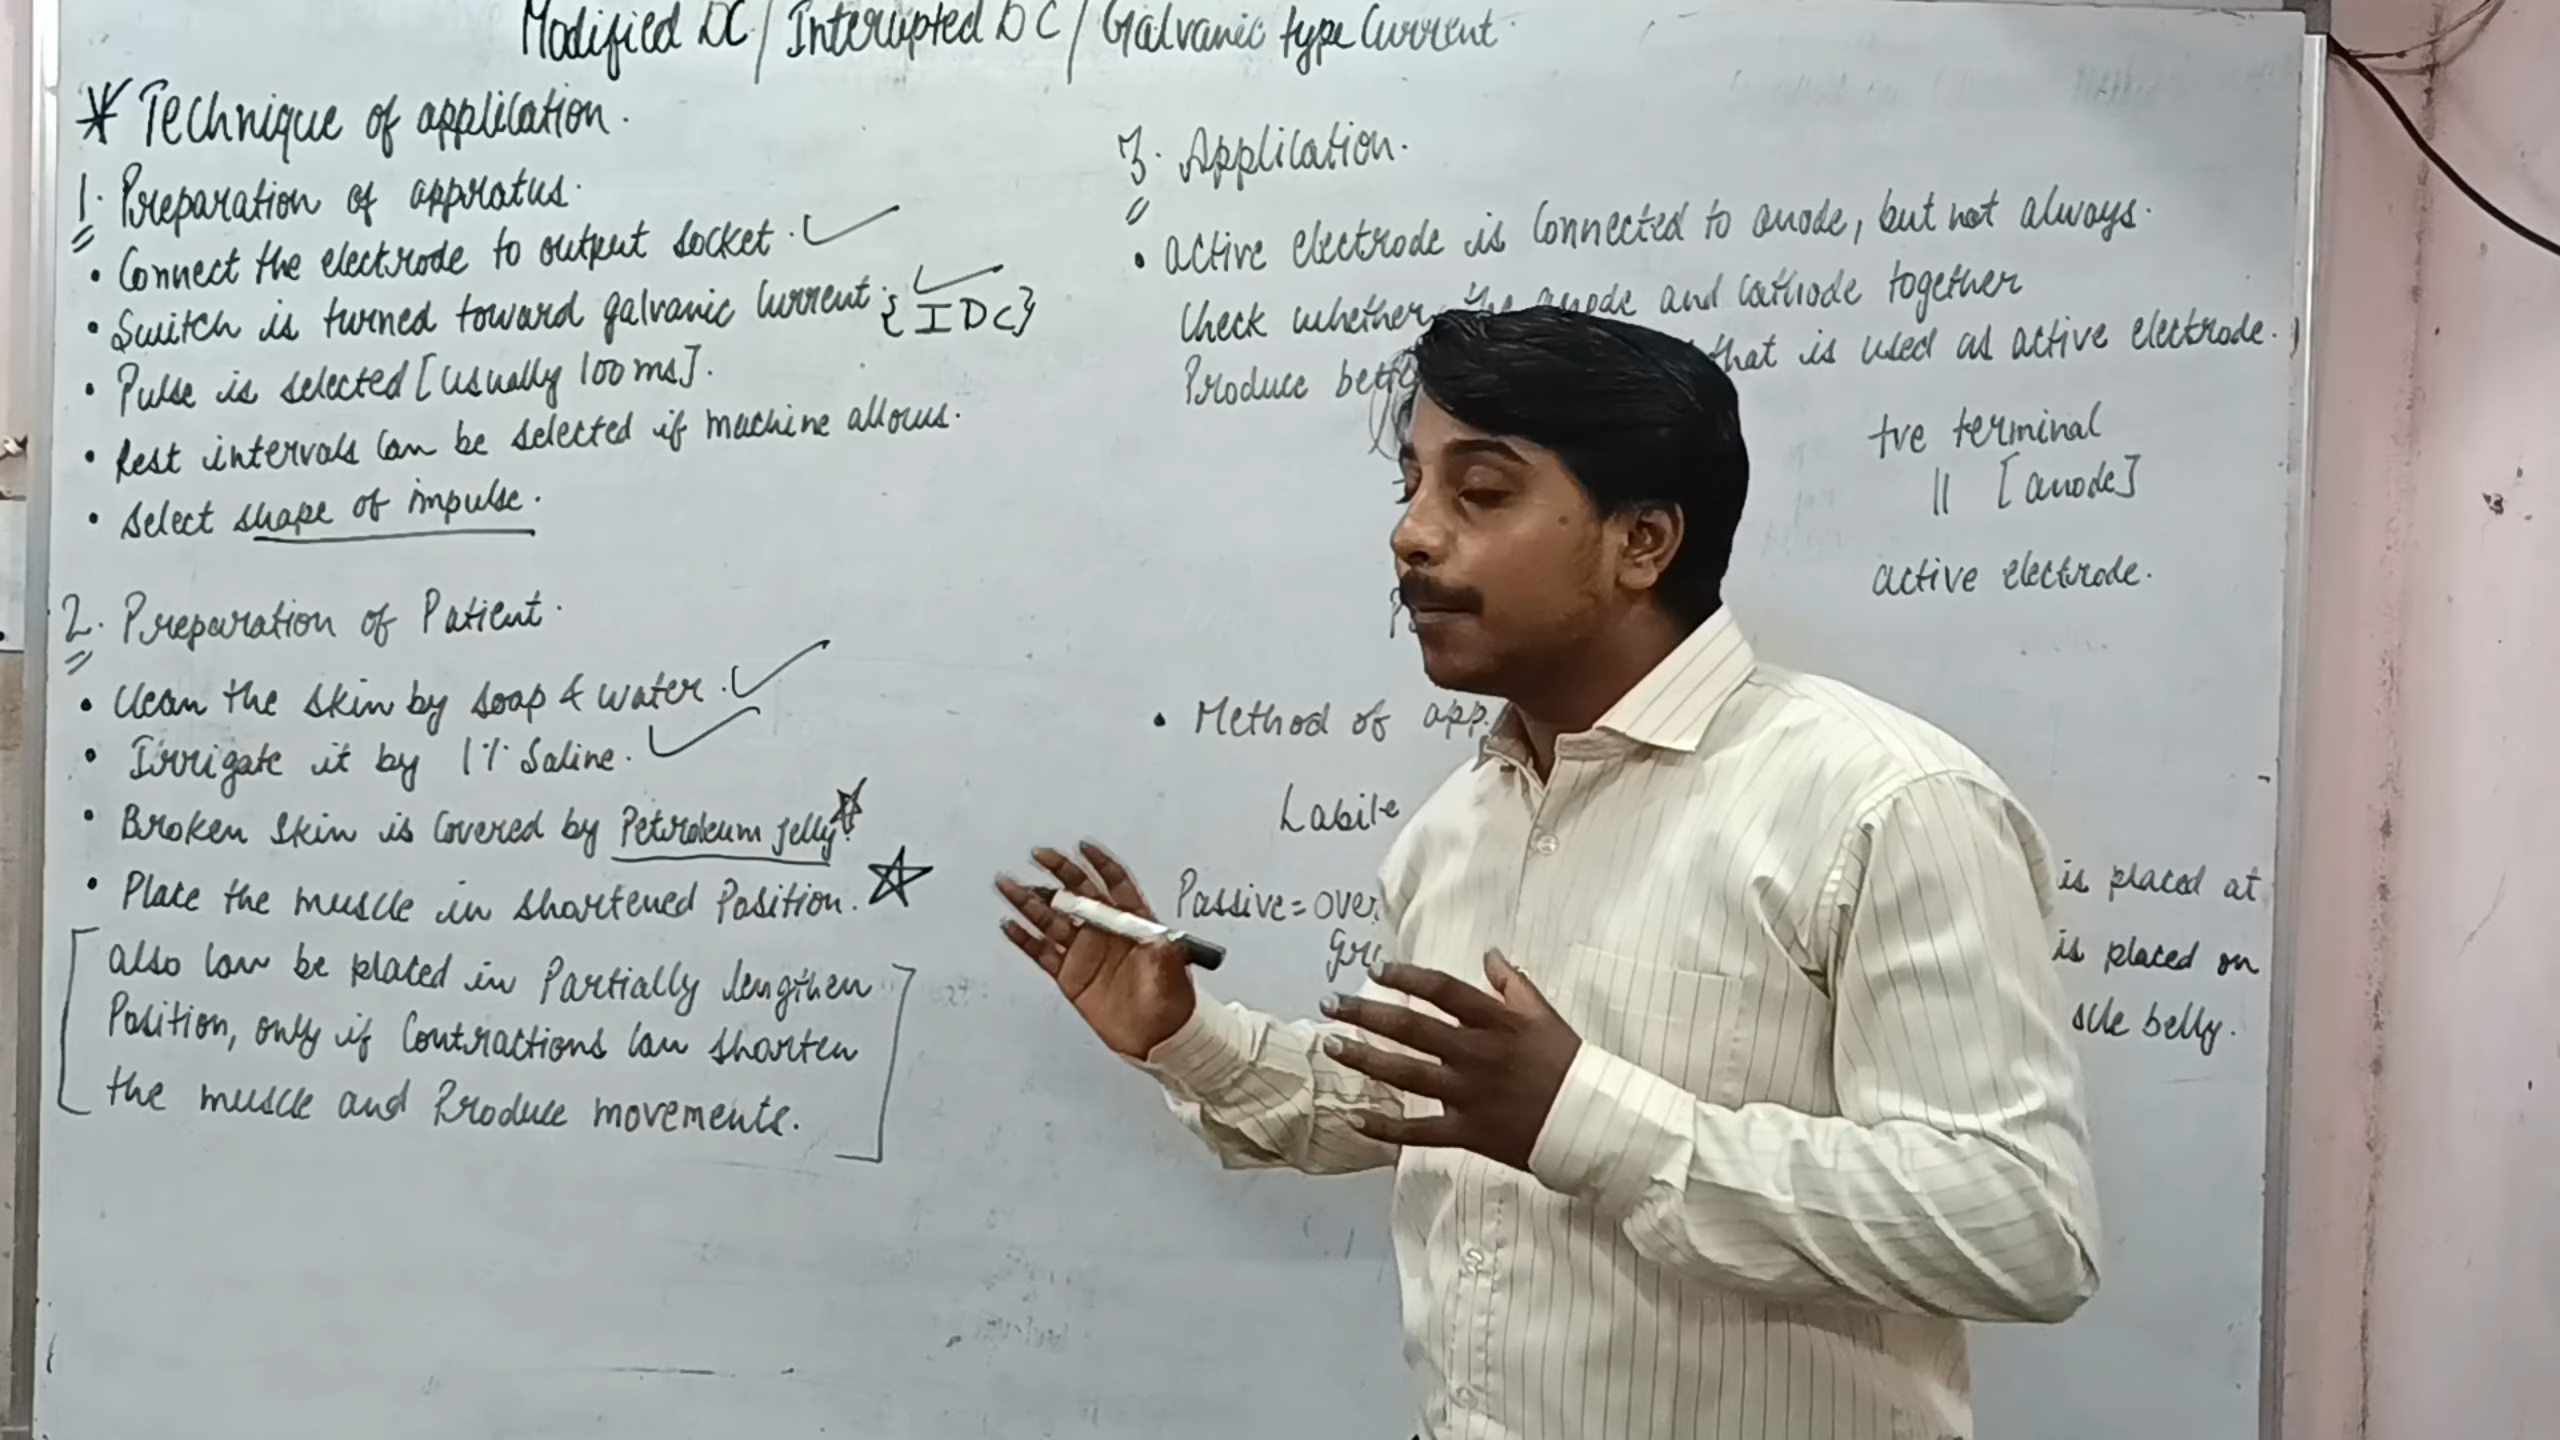 Modified DC / Interrupted DC / Galvanic type Current.
* Technique of application.
1. Preparation of appratus.
• Connect the electrode to output socket.
• Switch is turned toward galvanic Current. {IDC}
• Pulse is selected [usually 100ms].
• Rest intervals can be selected if machine allows.
• Select shape of impulse.
2. Preparation of Patient.
• Clean the skin by soap & water.
• Irrigate it by 1% Saline.
• Broken Skin is covered by Petroleum jelly.
• Place the muscle in shortened Position.
[also can be placed in Partially lengthen
Position, only if Contractions can shorten
the muscle and Produce movements.]
3. Application.
• active electrode is connected to anode, but not always.
Check whether the anode and cathode together
Produce that is used as active electrode.
+ve terminal
|| [anode]
active electrode.
• Method of app.
Labile
Passive = over
is placed at
is placed on
belly.